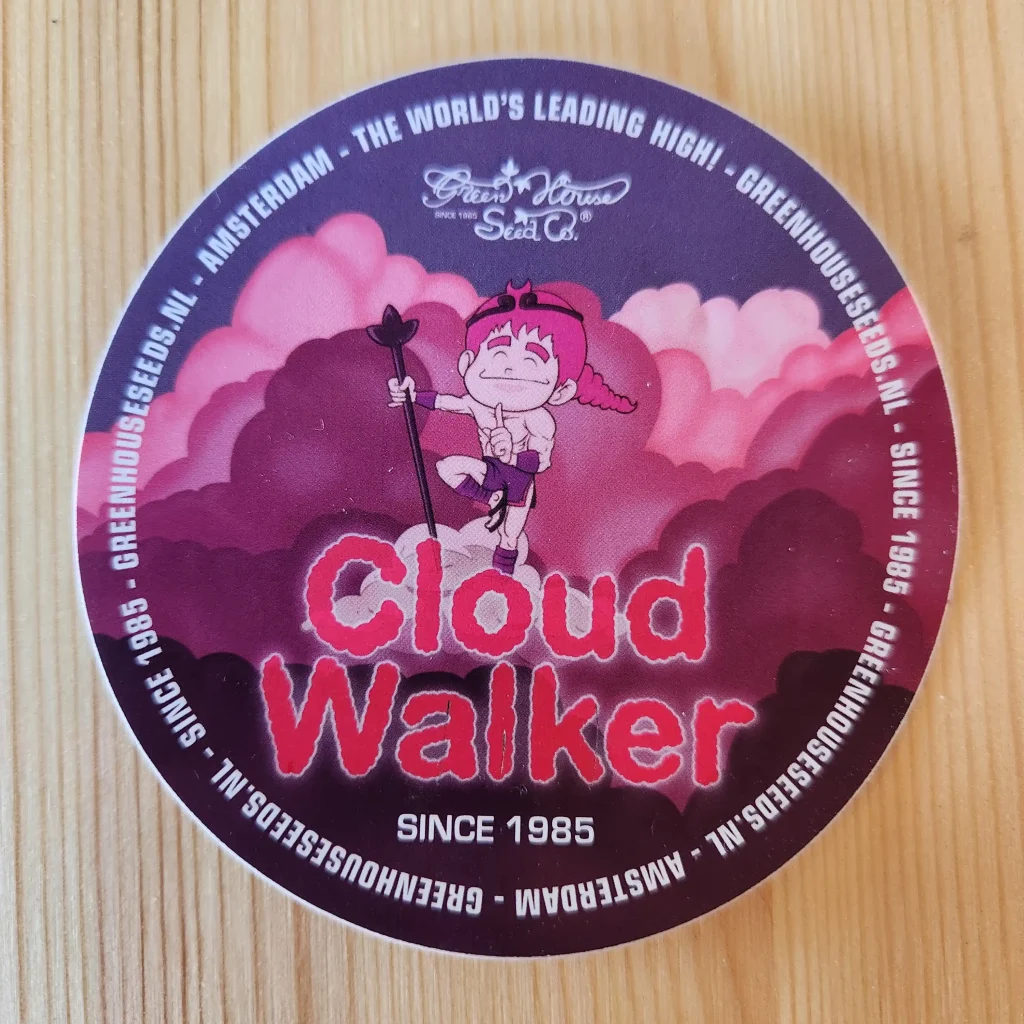 THE WORLD'S LEADING HIGH! - GREENHOUSESEEDS.NL - SINCE 1985 - GREENHOUSESEEDS.NL - AMSTERDAM - GREENHOUSESEEDS.NL - SINCE 1985 - GREENHOUSESEEDS.NL - AMSTERDAM -
Green House
SINCE 1985
Seed Co.®
Cloud
Walker
SINCE 1985